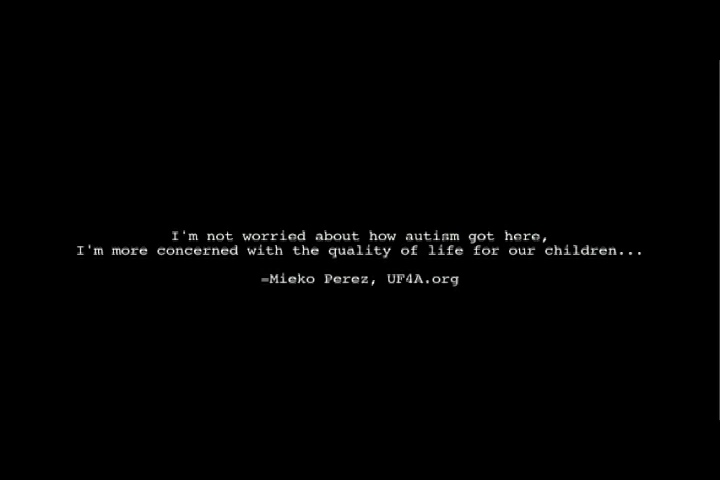 I'm not worried about how autism got here,
I'm more concerned with the quality of life for our children...
-Mieko Perez, UF4A.org